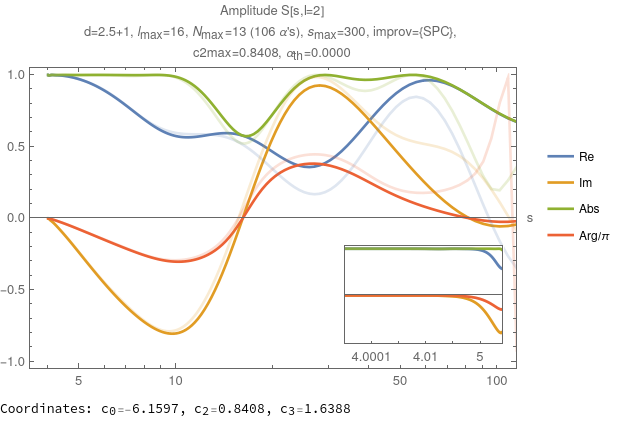 Amplitude S[s,l=2]
d=2.5+1, lmax=16, Nmax=13 (106 α's), smax=300, improv={SPC},
c2max=0.8408, αth=0.0000
1.0
0.5
0.0
−0.5
−1.0
5
10
50
100
s
4.0001
4.01
5
Re
Im
Abs
Arg/π
Coordinates: c0=−6.1597, c2=0.8408, c3=1.6388